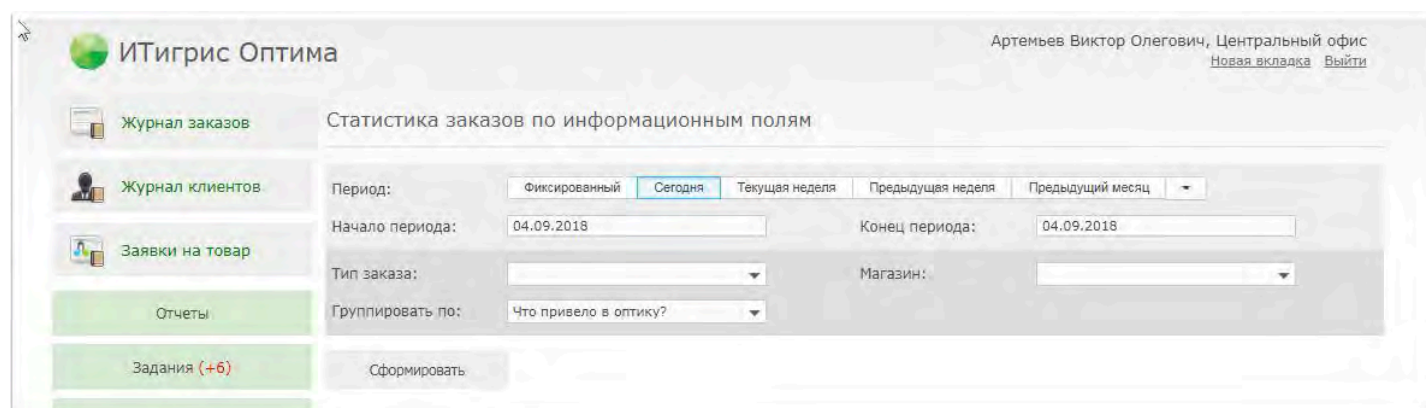 ИТигрис Оптима
Артемьев Виктор Олегович, Центральный офис
Новая вкладка Выйти
Журнал заказов
Журнал клиентов
Заявки на товар
Отчеты
Задания (+6)
Статистика заказов по информационным полям
Период: Фиксированный Сегодня Текущая неделя Предыдущая неделя Предыдущий месяц
Начало периода: 04.09.2018 Конец периода: 04.09.2018
Тип заказа: Магазин:
Группировать по: Что привело в оптику?
Сформировать